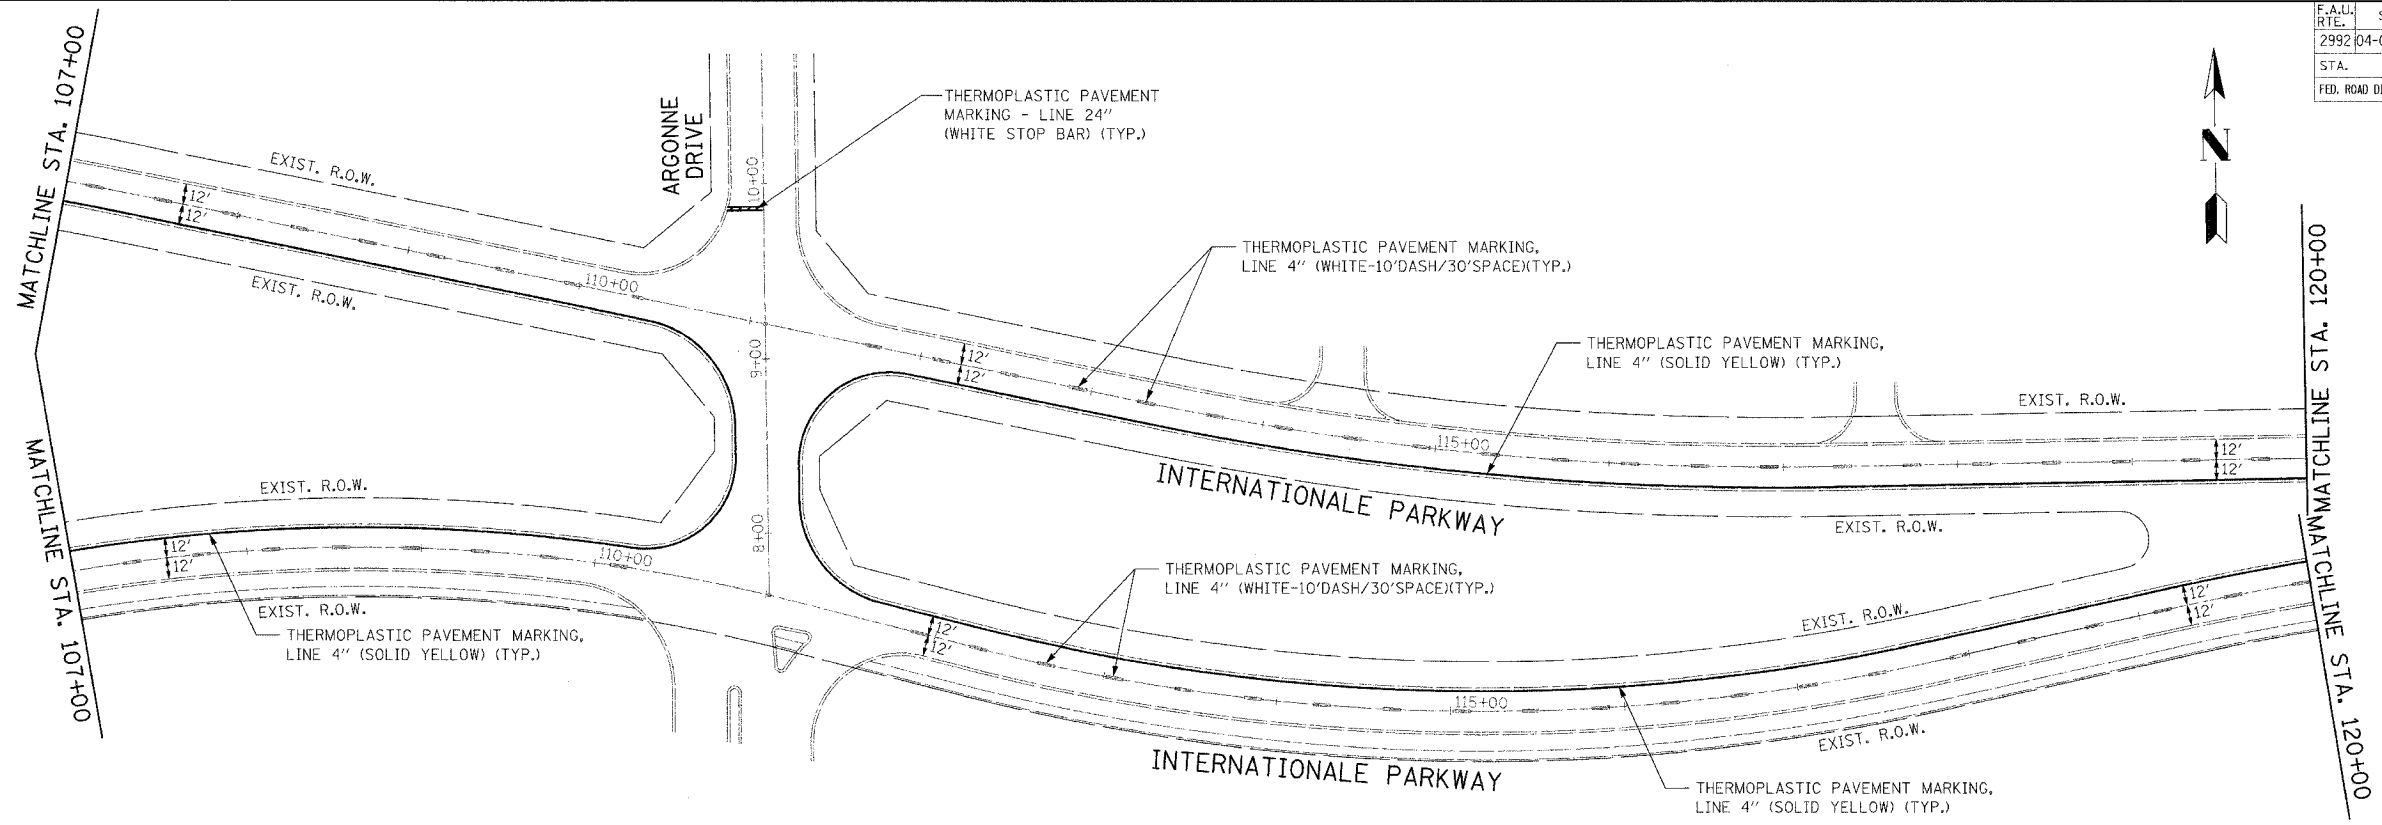 F.A.U.
RTE.
2992
STA.
MATCHLINE STA. 107+00
EXIST. R.O.W.
12'
12'
EXIST. R.O.W.
110+00
ARGONNE
DRIVE
10+00
THERMOPLASTIC PAVEMENT
MARKING - LINE 24"
(WHITE STOP BAR) (TYP.)
N
9+00
8+00
12'
12'
THERMOPLASTIC PAVEMENT MARKING,
LINE 4" (WHITE-10'DASH/30'SPACE)(TYP.)
THERMOPLASTIC PAVEMENT MARKING,
LINE 4" (SOLID YELLOW) (TYP.)
115+00
EXIST. R.O.W.
12'
12'
MATCHLINE STA. 120+00
INTERNATIONALE PARKWAY
EXIST. R.O.W.
MATCHLINE STA. 107+00
EXIST. R.O.W.
12'
12'
110+00
EXIST. R.O.W.
THERMOPLASTIC PAVEMENT MARKING,
LINE 4" (SOLID YELLOW) (TYP.)
THERMOPLASTIC PAVEMENT MARKING,
LINE 4" (WHITE-10'DASH/30'SPACE)(TYP.)
12'
12'
EXIST. R.O.W.
12'
12'
115+00
EXIST. R.O.W.
INTERNATIONALE PARKWAY
THERMOPLASTIC PAVEMENT MARKING,
LINE 4" (SOLID YELLOW) (TYP.)
MATCHLINE STA. 120+00